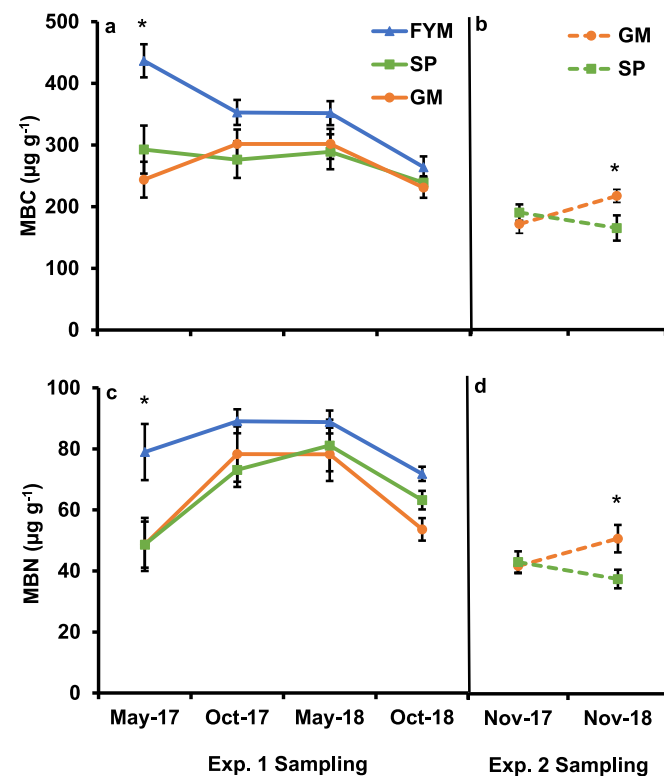 a
*
FYM
SP
GM
b
GM
SP
*
MBC (µg g⁻¹)
500
400
300
200
100
0
c
*
d
*
MBN (µg g⁻¹)
100
80
60
40
20
0
May-17 Oct-17 May-18 Oct-18 Nov-17 Nov-18
Exp. 1 Sampling Exp. 2 Sampling